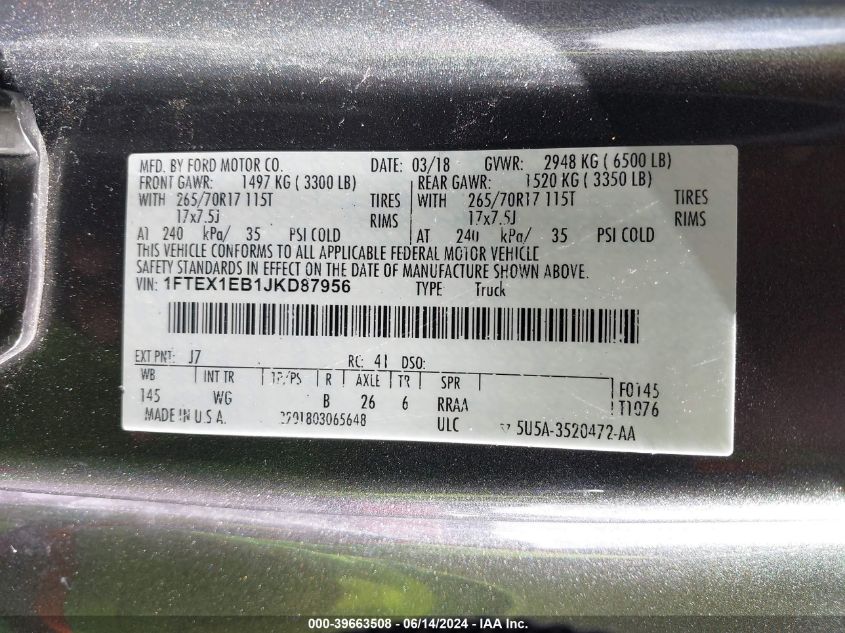 MFD. BY FORD MOTOR CO. DATE: 03/18 GVWR: 2948 KG ( 6500 LB)
FRONT GAWR: 1497 KG ( 3300 LB) REAR GAWR: 1520 KG ( 3350 LB)
WITH 265/70R17 115T TIRES WITH 265/70R17 115T TIRES
17x7.5J RIMS 17x7.5J RIMS
AT 240 kPa/ 35 PSI COLD AT 240 kPa/ 35 PSI COLD
THIS VEHICLE CONFORMS TO ALL APPLICABLE FEDERAL MOTOR VEHICLE
SAFETY STANDARDS IN EFFECT ON THE DATE OF MANUFACTURE SHOWN ABOVE.
VIN: 1FTEX1EB1JKD87956 TYPE Truck
EXT PNT: J7 RC: 41 DSO:
WB INT TR TP/PS R AXLE TR SPR F0145
145 WG B 26 6 RRAA T1076
MADE IN U.S.A. ULC 5U5A-3520472-AA
000-39663508 - 06/14/2024 - IAA Inc.